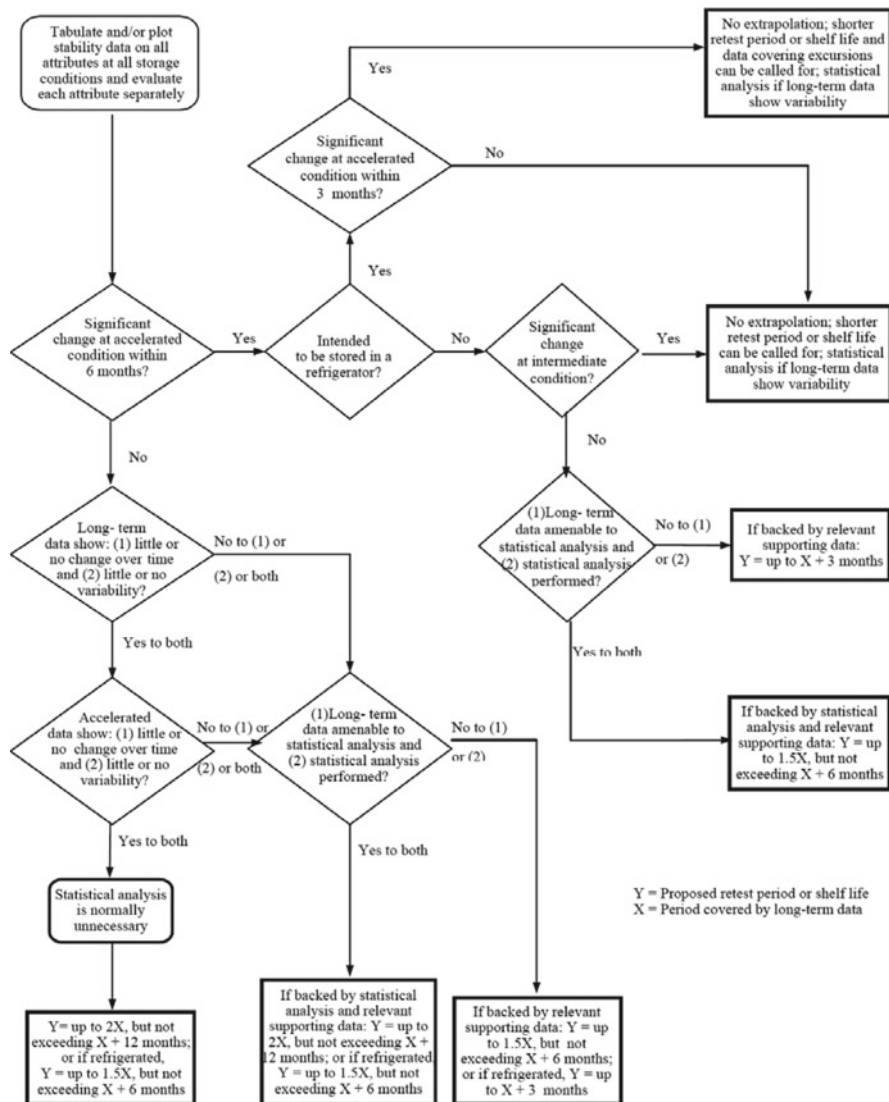 Tabulate and/or plot
stability data on all
attributes at all storage
conditions and evaluate
each attribute separately
No extrapolation; shorter
retest period or shelf life and
data covering excursions
can be called for; statistical
analysis if long-term data
show variability
Yes
Significant
change at accelerated
condition within
3 months?
No
Yes
Significant
change at accelerated
condition within
6 months?
Yes
Intended
to be stored in a
refrigerator?
No
Significant
change
at intermediate
condition?
Yes
No extrapolation; shorter
retest period or shelf life
can be called for; statistical
analysis if long-term data
show variability
No
No
Long- term
data show: (1) little or
no change over time
and (2) little or no
variability?
No to (1) or
(2) or both
(1)Long- term
data amenable to
statistical analysis and
(2) statistical analysis
performed?
No to (1)
or (2)
If backed by relevant
supporting data:
Y = up to X + 3 months
Yes to both
Yes to both
If backed by statistical
analysis and relevant
supporting data: Y = up
to 1.5X, but not
exceeding X + 6 months
Accelerated
data show: (1) little or
no change over time
and (2) little or no
variability?
No to (1) or
(2) or both
(1)Long- term
data amenable to
statistical analysis and
(2) statistical analysis
performed?
No to (1)
or (2)
Yes to both
Yes to both
Statistical analysis
is normally
unnecessary
Y = Proposed retest period or shelf life
X = Period covered by long-term data
Y= up to 2X, but not
exceeding X + 12 months;
or if refrigerated,
Y = up to 1.5X, but not
exceeding X + 6 months
If backed by statistical
analysis and relevant
supporting data: Y = up to
2X, but not exceeding X +
12 months; or if refrigerated,
Y = up to 1.5X, but not
exceeding X + 6 months
If backed by relevant
supporting data: Y = up
to 1.5X, but not
exceeding X + 6 months;
or if refrigerated, Y = up
to X + 3 months